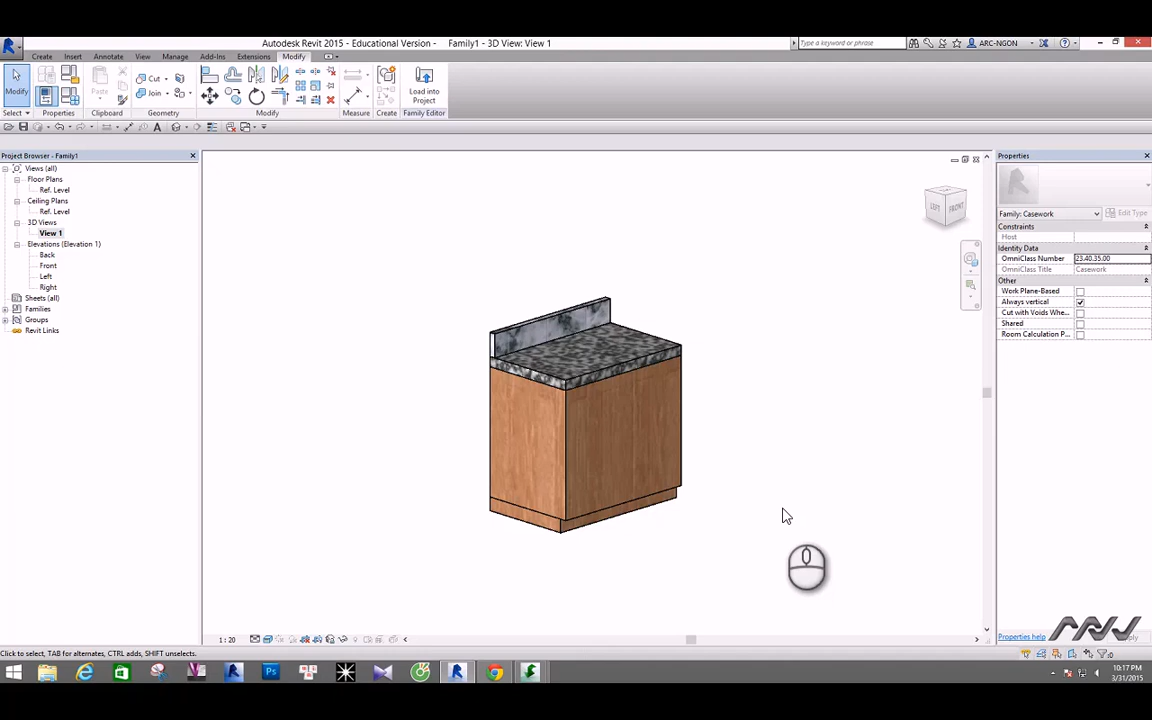 Autodesk Revit 2015 - Educational Version - Family1 - 3D View: View 1
Type a keyword or phrase
ARC-NGON
Create Insert Annotate View Manage Add-Ins Extensions Modify
Modify
Paste
Cut
Join
Load into
Project
Select Properties Clipboard Geometry Modify Measure Create Family Editor
Project Browser - Family1
Views (all)
Floor Plans
Ref. Level
Ceiling Plans
Ref. Level
3D Views
View 1
Elevations (Elevation 1)
Back
Front
Left
Right
Sheets (all)
Families
Groups
Revit Links
LEFT FRONT
Properties
Family: Casework
Edit Type
Constraints
Host
Identity Data
OmniClass Number 23.40.35.00
OmniClass Title Casework
Other
Work Plane-Based
Always vertical
Cut with Voids Whe...
Shared
Room Calculation P...
Properties help
1 : 20
Click to select, TAB for alternates, CTRL adds, SHIFT unselects.
:0
Ps
10:17 PM
3/31/2015